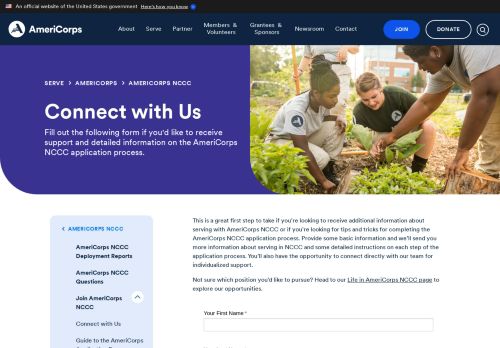 An official website of the United States government Here's how you know
AmeriCorps
About Serve Partner Members & Volunteers Grantees & Sponsors Newsroom Contact
JOIN
DONATE
SERVE > AMERICORPS > AMERICORPS NCCC
Connect with Us
Fill out the following form if you'd like to receive
support and detailed information on the AmeriCorps
NCCC application process.
AMERICORPS NCCC
AmeriCorps NCCC
Deployment Reports
AmeriCorps NCCC
Questions
Join AmeriCorps
NCCC
Connect with Us
Guide to the AmeriCorps
This is a great first step to take if you're looking to receive additional information about
serving with AmeriCorps NCCC or if you're looking for tips and tricks for completing the
AmeriCorps NCCC application process. Provide some basic information and we'll send you
more information about serving in NCCC and some detailed instructions on each step of the
application process. You'll also have the opportunity to connect directly with our team for
individualized support.
Not sure which position you'd like to pursue? Head to our Life in AmeriCorps NCCC page to
explore our opportunities.
Your First Name *